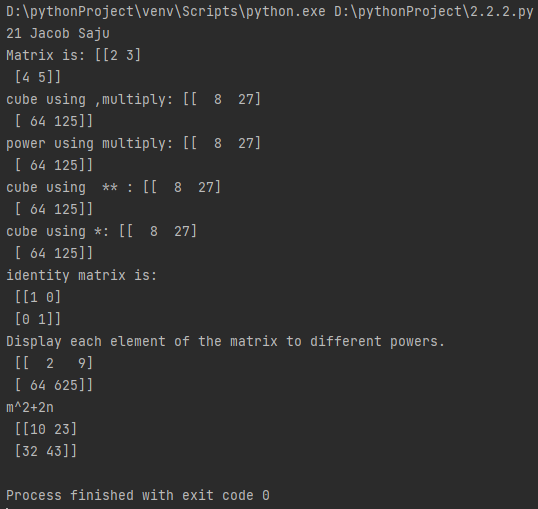 D:\pythonProject\venv\Scripts\python.exe D:\pythonProject\2.2.2.py
21 Jacob Saju
Matrix is: [[2 3]
 [4 5]]
cube using ,multiply: [[  8  27]
 [ 64 125]]
power using multiply: [[  8  27]
 [ 64 125]]
cube using  ** : [[  8  27]
 [ 64 125]]
cube using *: [[  8  27]
 [ 64 125]]
identity matrix is:
 [[1 0]
 [0 1]]
Display each element of the matrix to different powers.
 [[  2   9]
 [ 64 625]]
m^2+2n
 [[10 23]
 [32 43]]
Process finished with exit code 0